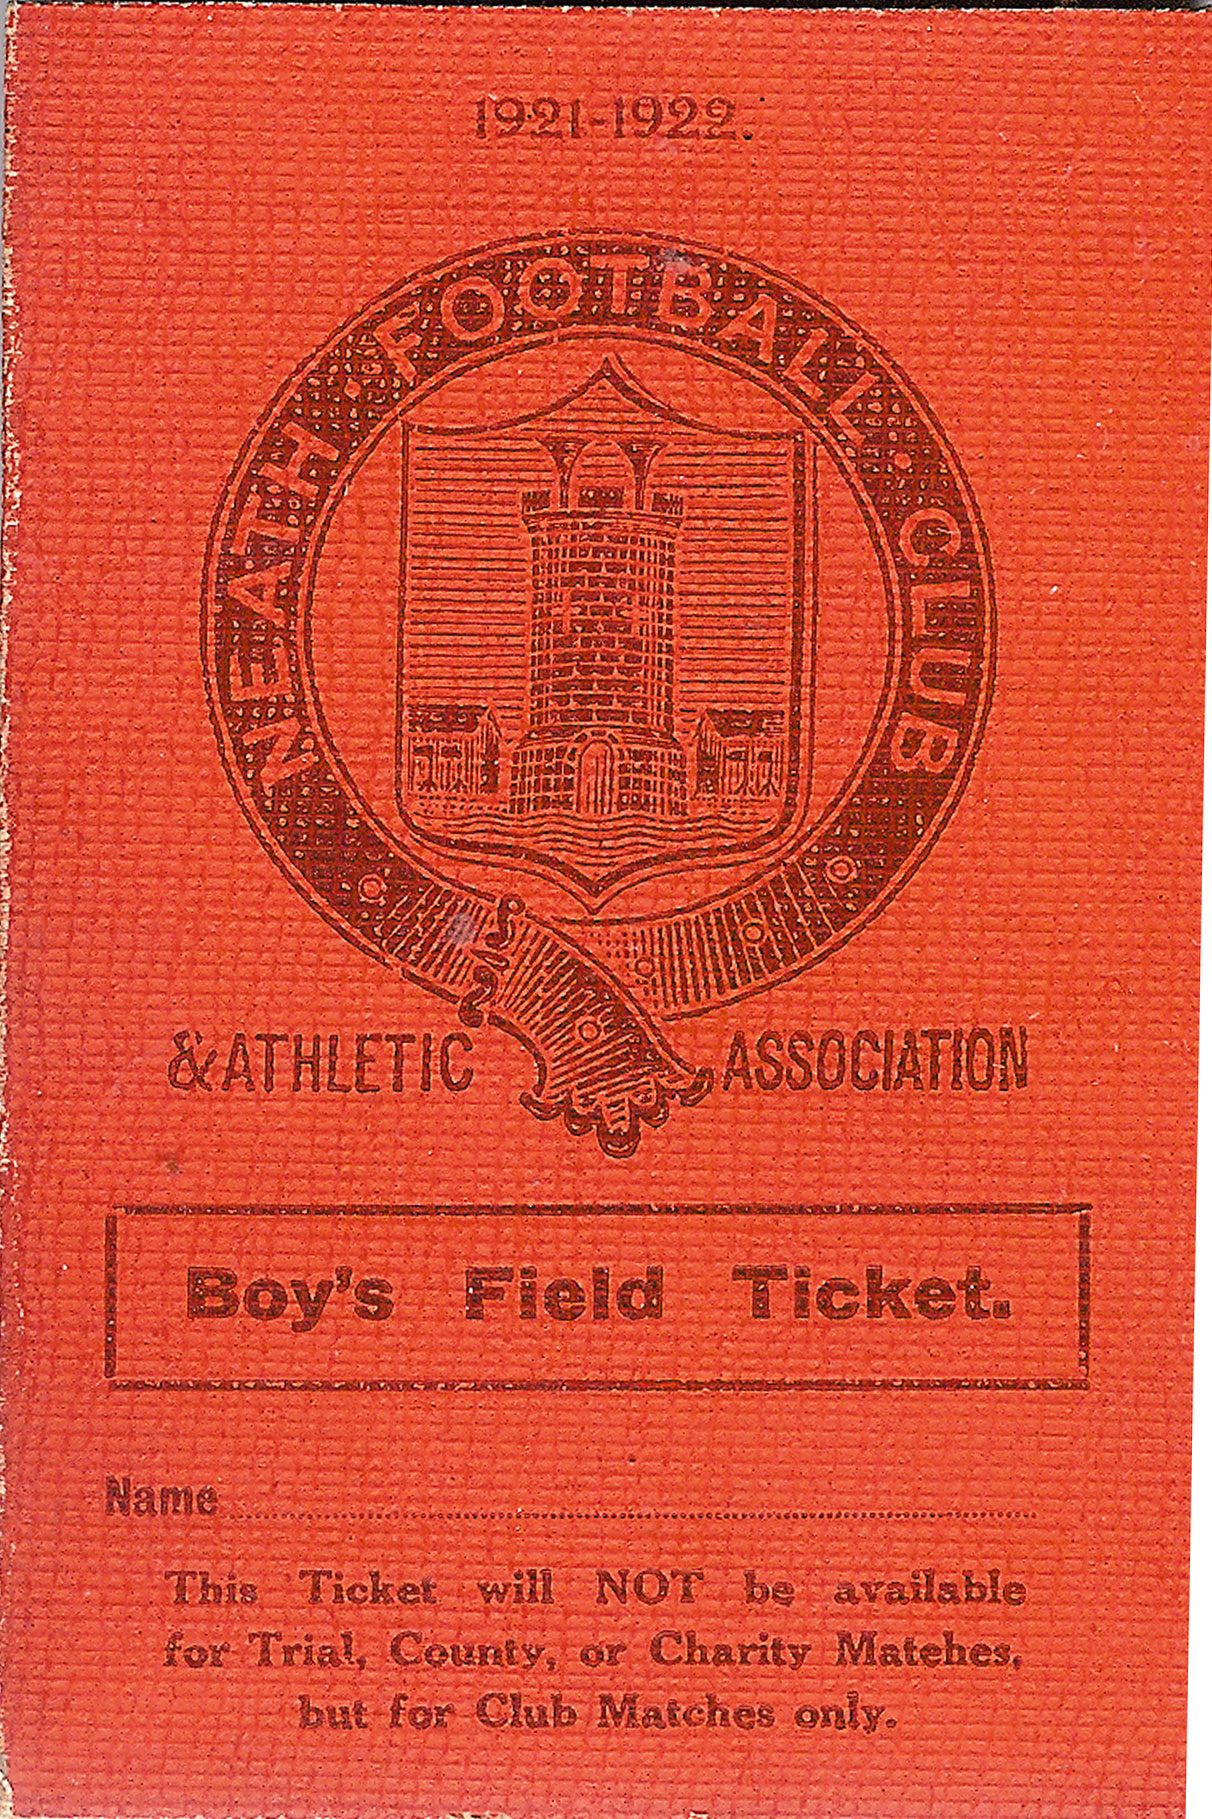 1921-1922.
NEATH · FOOTBALL · CLUB
& ATHLETIC ASSOCIATION
Boy's Field Ticket.
Name
This Ticket will NOT be available
for Trial, County, or Charity Matches,
but for Club Matches only.